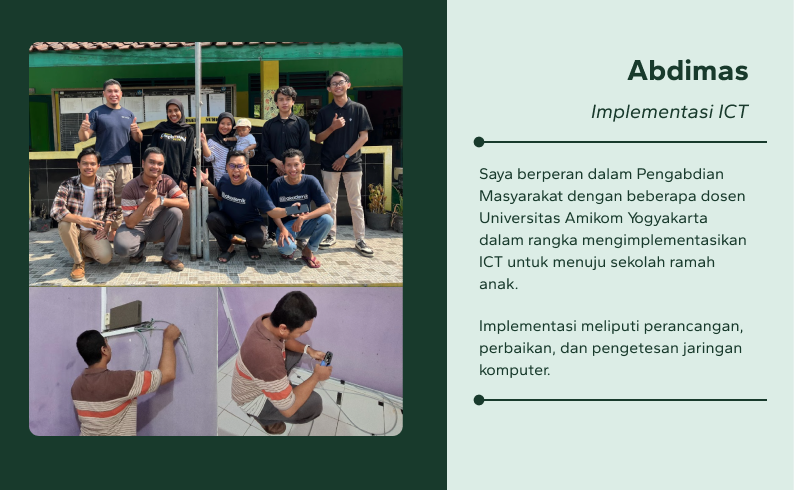 Abdimas
Implementasi ICT
Saya berperan dalam Pengabdian
Masyarakat dengan beberapa dosen
Universitas Amikom Yogyakarta
dalam rangka mengimplementasikan
ICT untuk menuju sekolah ramah
anak.
Implementasi meliputi perancangan,
perbaikan, dan pengetesan jaringan
komputer.